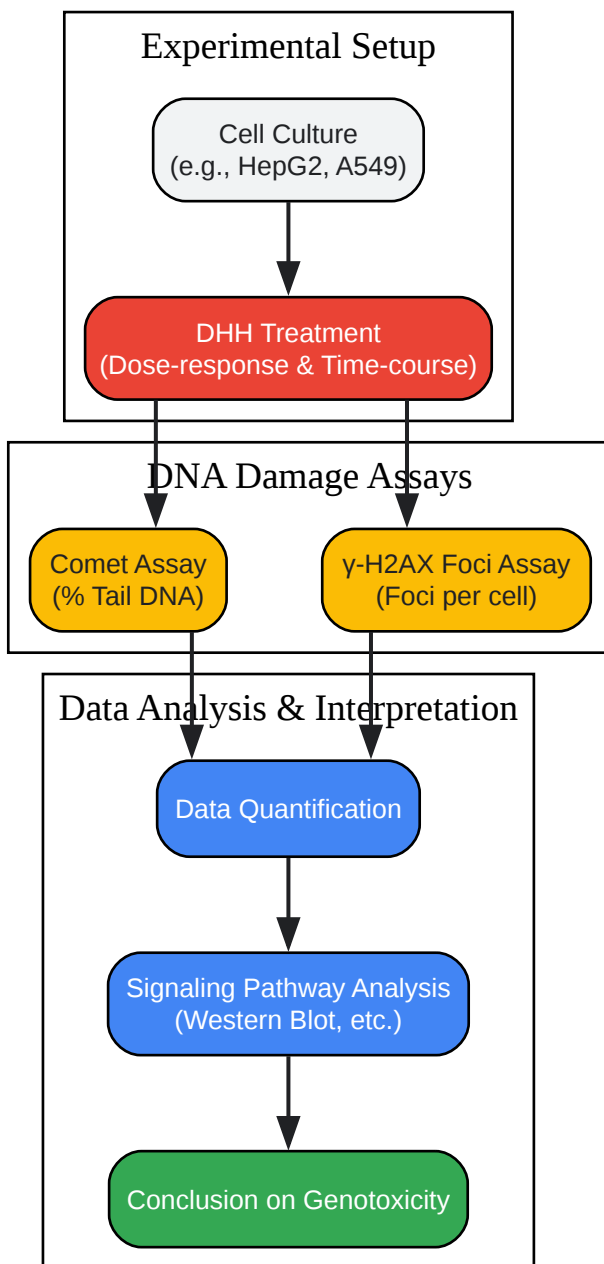 Experimental Setup
Cell Culture
(e.g., HepG2, A549)
DHH Treatment
(Dose-response & Time-course)
DNA Damage Assays
Comet Assay
(% Tail DNA)
γ-H2AX Foci Assay
(Foci per cell)
Data Analysis & Interpretation
Data Quantification
Signaling Pathway Analysis
(Western Blot, etc.)
Conclusion on Genotoxicity